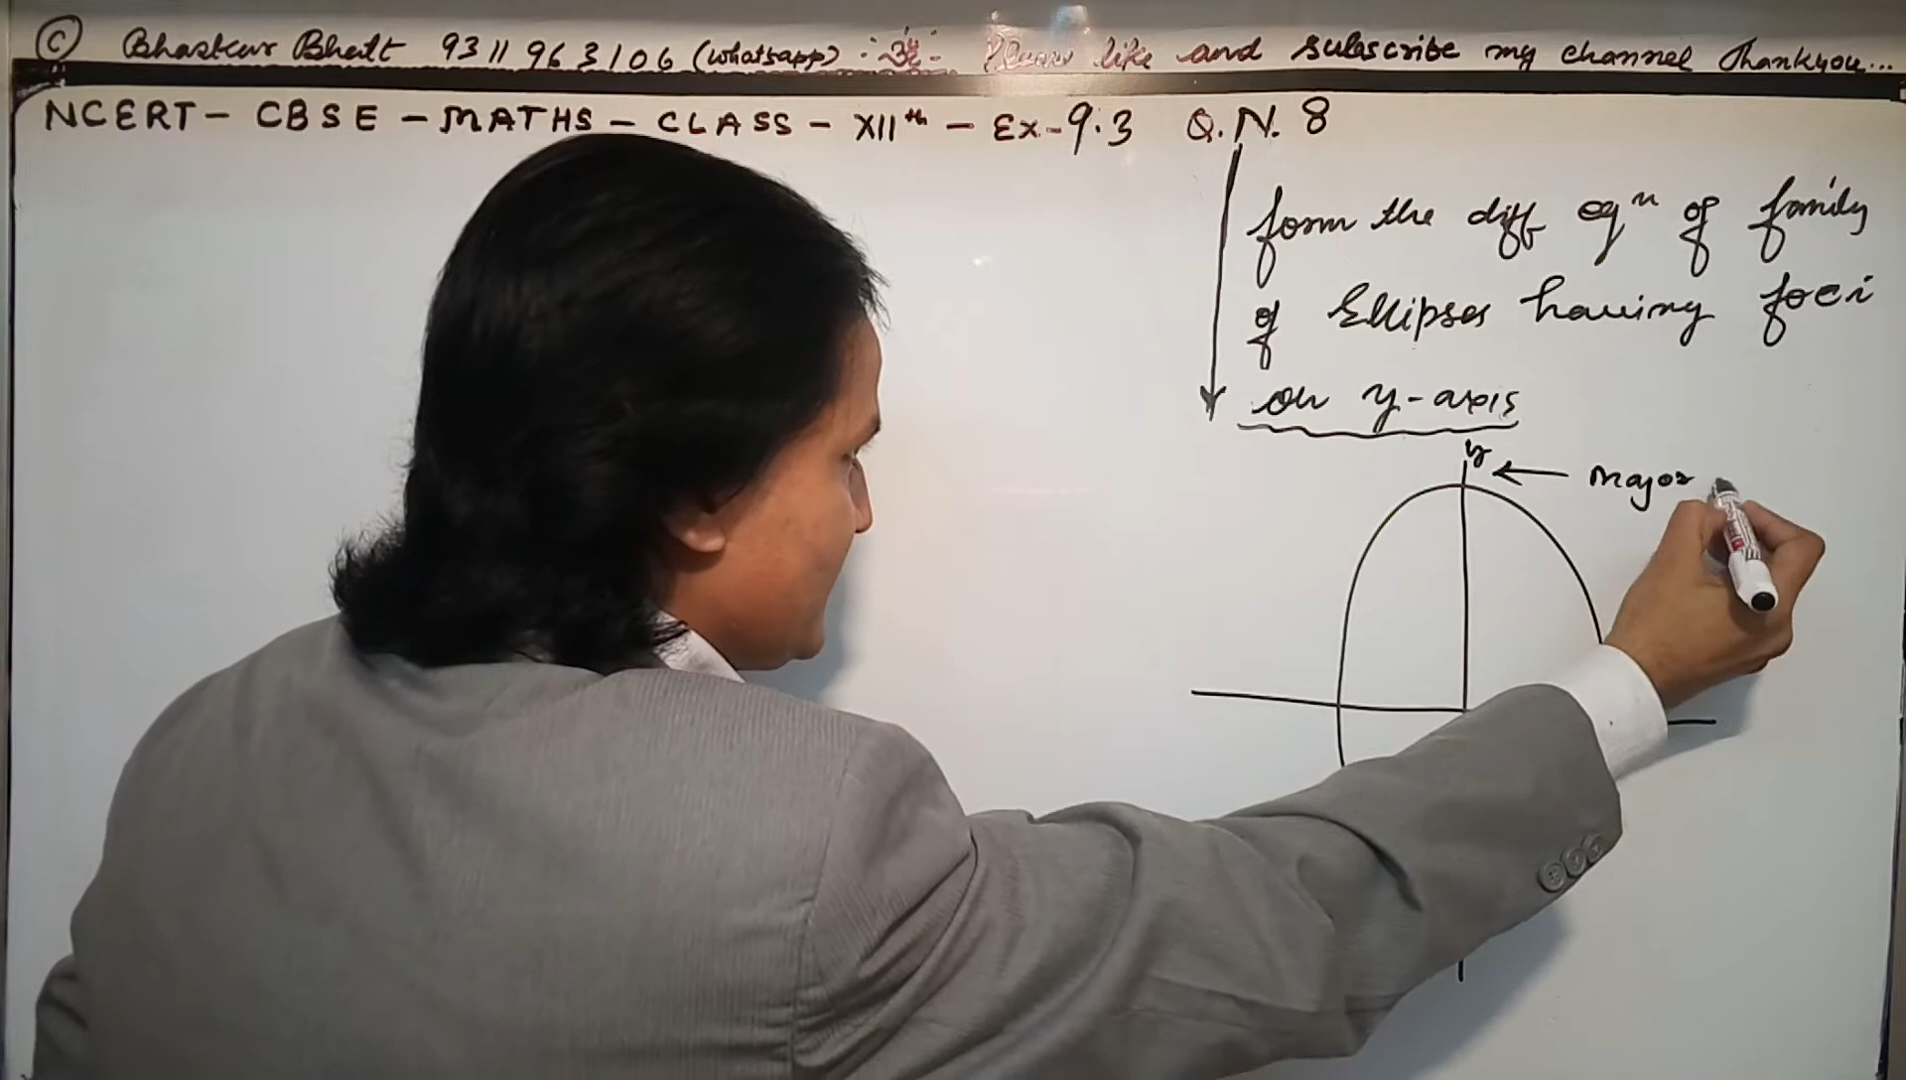 © Bhaskar Bhatt 9311963106 (whatsapp) Please like and subscribe my channel Thankyou...
NCERT - CBSE - MATHS - CLASS - XIIth - Ex - 9.3 Q.N. 8
form the diff eqn of family
of Ellipses having foci
on y-axis
y ← major